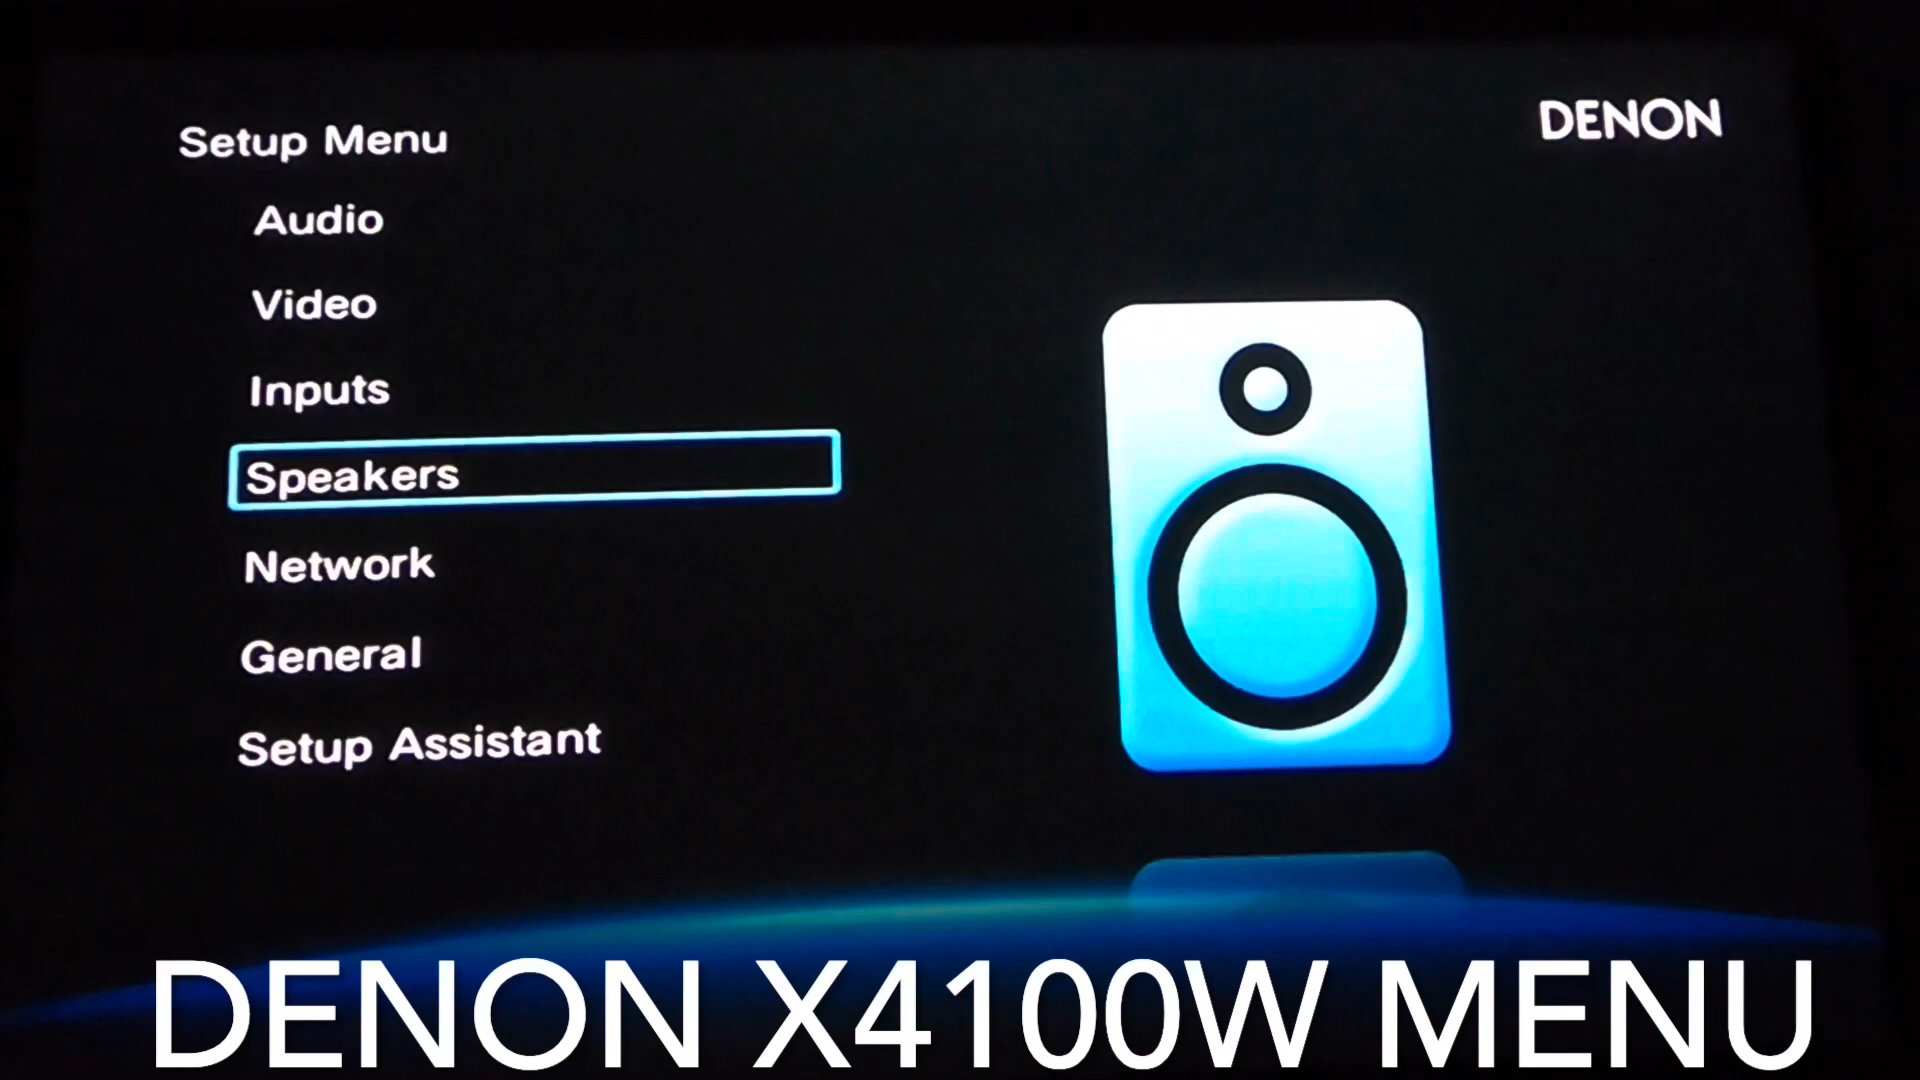 Setup Menu
DENON
Audio
Video
Inputs
Speakers
Network
General
Setup Assistant
DENON X4100W MENU